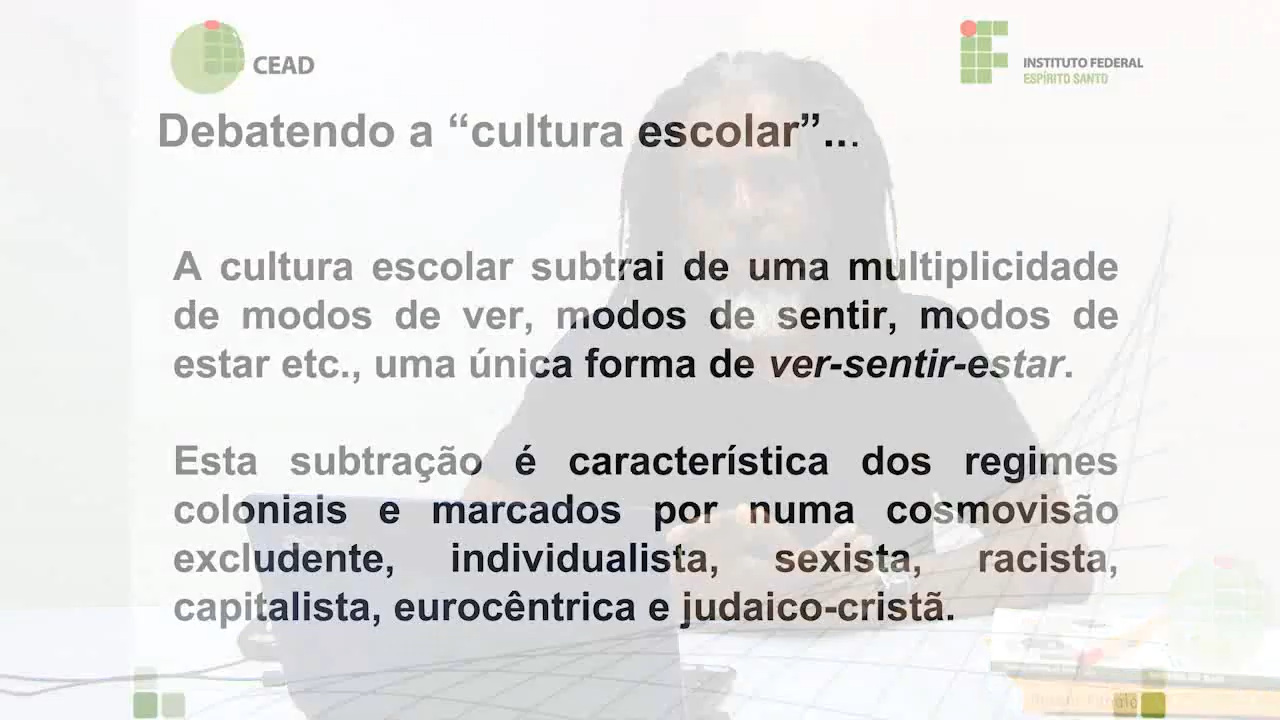 CEAD
INSTITUTO FEDERAL
ESPÍRITO SANTO
Debatendo a “cultura escolar”...
A cultura escolar subtrai de uma multiplicidade
de modos de ver, modos de sentir, modos de
estar etc., uma única forma de ver-sentir-estar.
Esta subtração é característica dos regimes
coloniais e marcados por numa cosmovisão
excludente, individualista, sexista, racista,
capitalista, eurocêntrica e judaico-cristã.